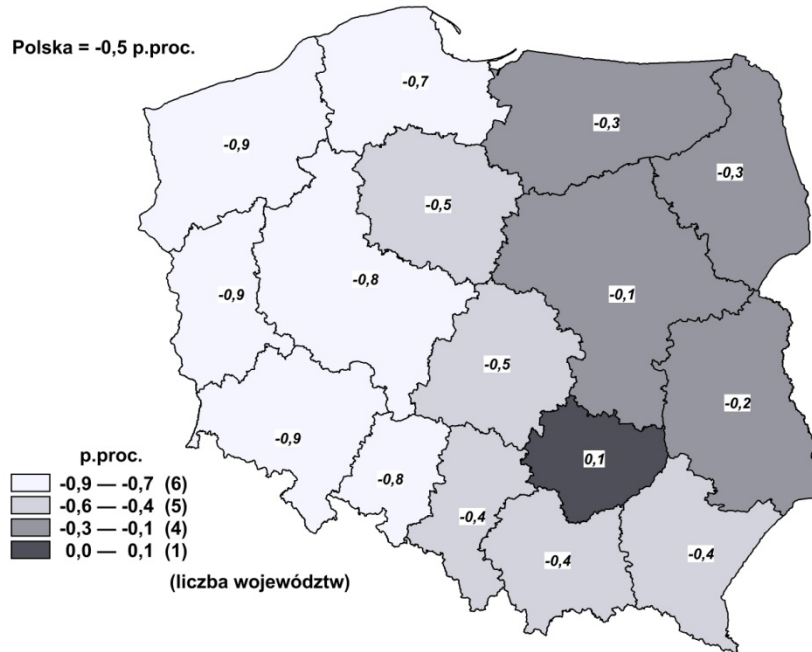 Polska = -0,5 p.proc.
-0,7
-0,3
-0,9
-0,3
-0,5
-0,8
-0,9
-0,1
-0,5
-0,2
-0,9
0,1
-0,8
-0,4
-0,4
-0,4
p.proc.
-0,9 — -0,7 (6)
-0,6 — -0,4 (5)
-0,3 — -0,1 (4)
0,0 — 0,1 (1)
(liczba województw)